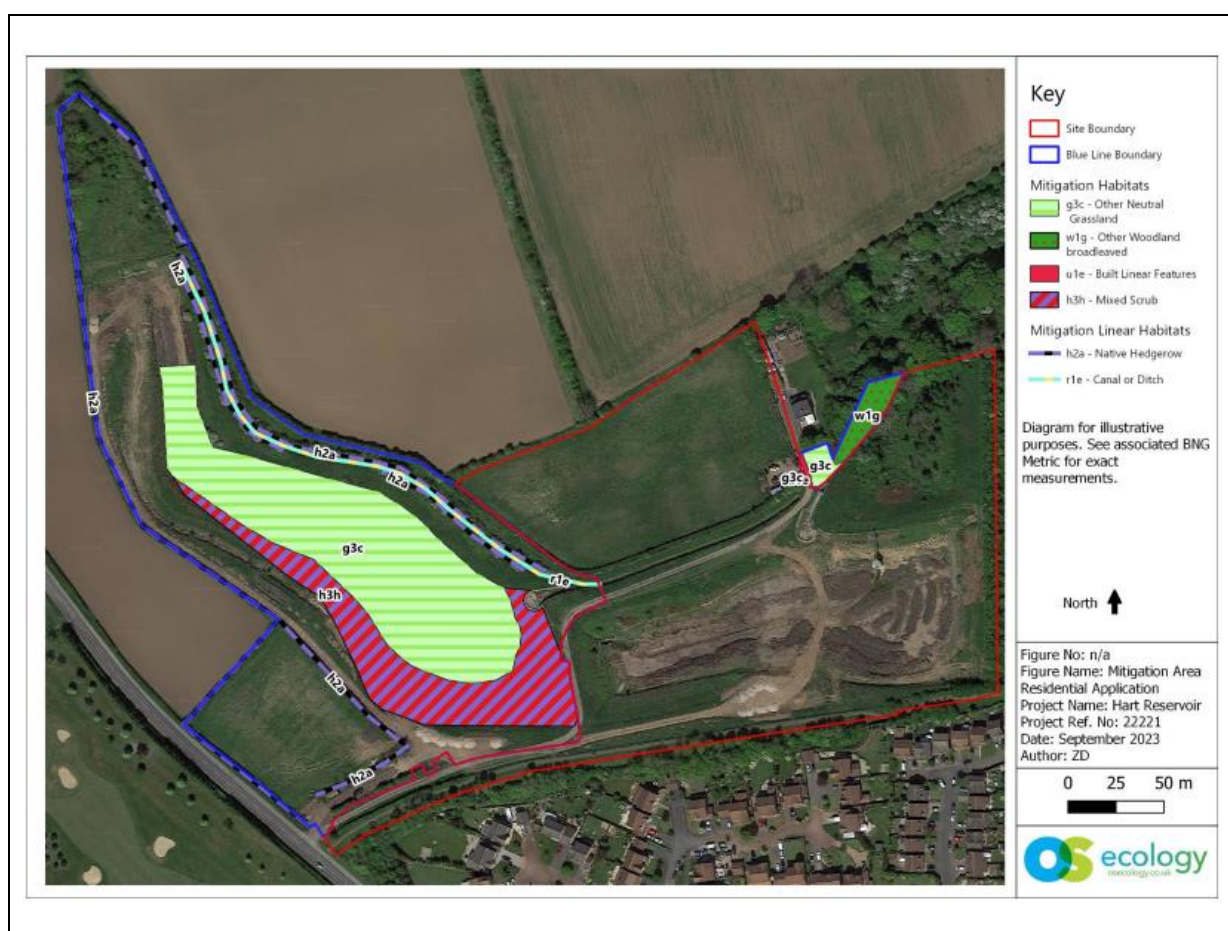 h2a
h2a
h2a
h2a
g3c
h3h
r1e
h2a
h2a
w1g
g3c
g3c
Key
Site Boundary
Blue Line Boundary
Mitigation Habitats
g3c - Other Neutral
Grassland
w1g - Other Woodland
broadleaved
u1e - Built Linear Features
h3h - Mixed Scrub
Mitigation Linear Habitats
h2a - Native Hedgerow
r1e - Canal or Ditch
Diagram for illustrative
purposes. See associated BNG
Metric for exact
measurements.
North
Figure No: n/a
Figure Name: Mitigation Area
Residential Application
Project Name: Hart Reservoir
Project Ref. No: 22221
Date: September 2023
Author: ZD
0 25 50 m
OS ecology
osecology.co.uk